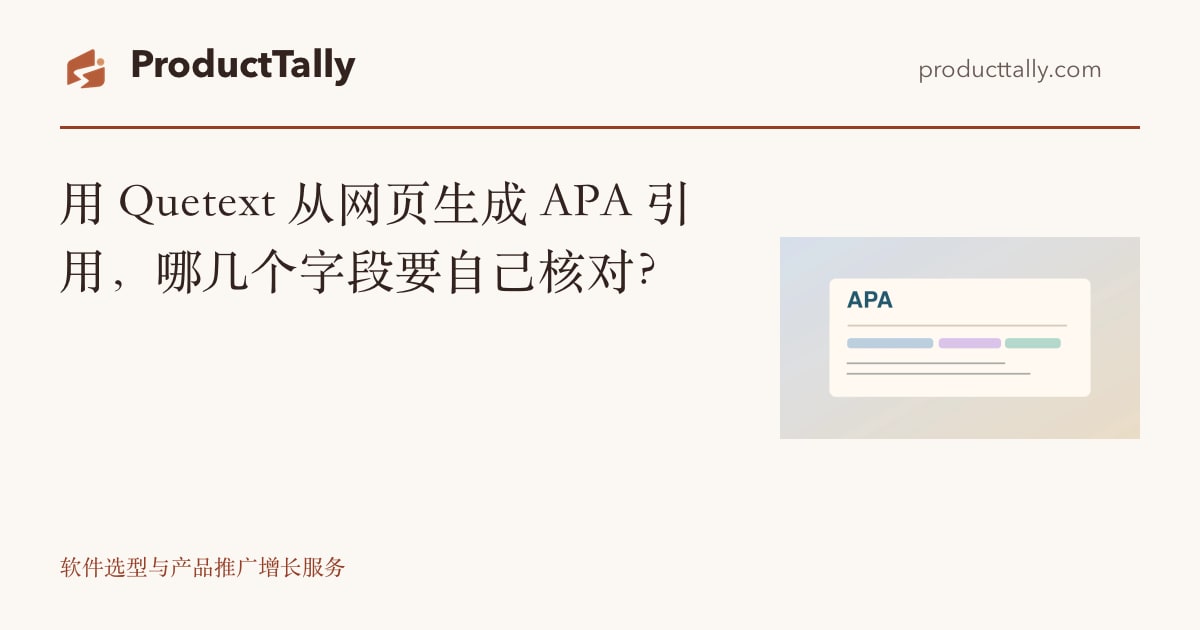 ProductTally
producttally.com
用 Quetext 从网页生成 APA 引
用，哪几个字段要自己核对？
APA
软件选型与产品推广增长服务